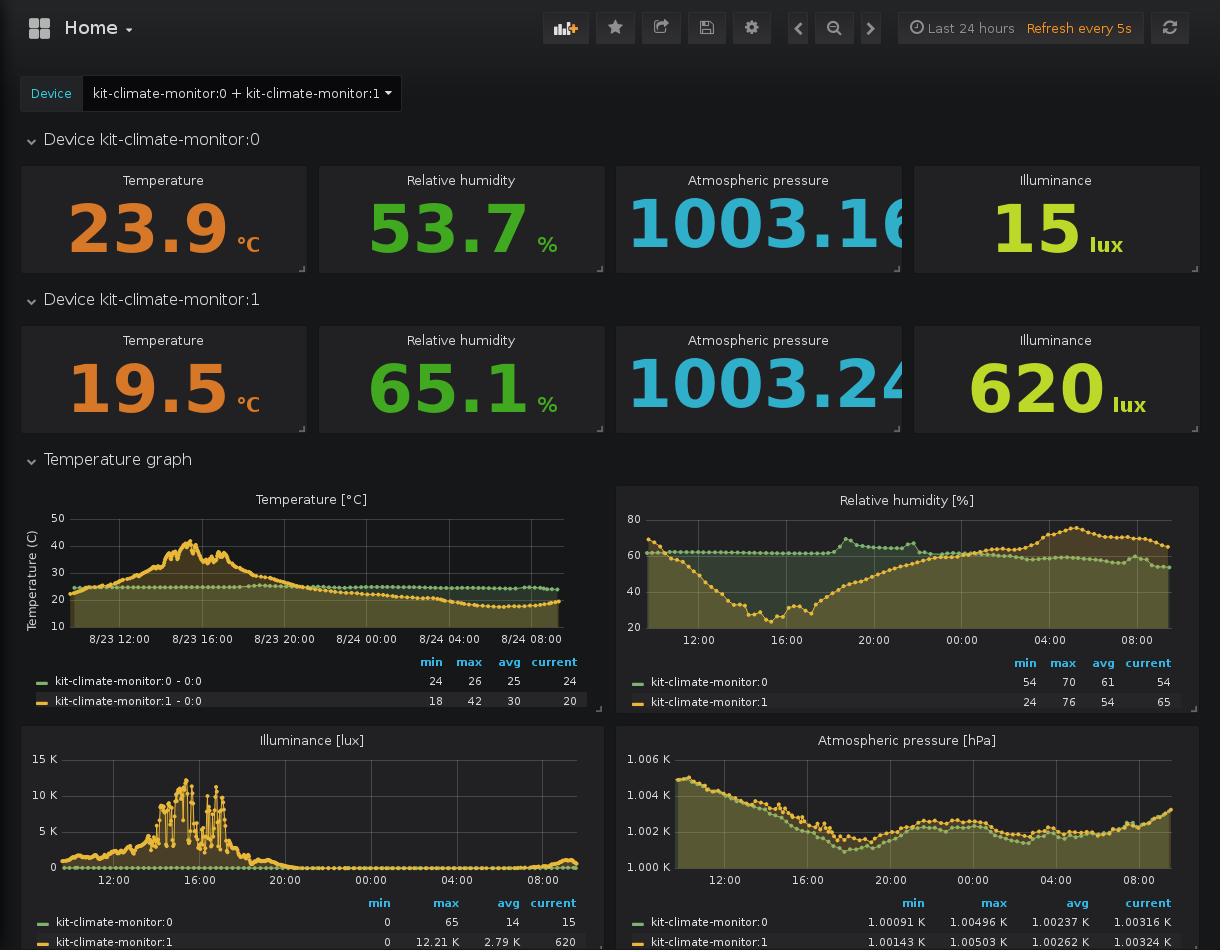 Home
Last 24 hours Refresh every 5s
Device kit-climate-monitor:0 + kit-climate-monitor:1
Device kit-climate-monitor:0
Temperature Relative humidity Atmospheric pressure Illuminance
23.9 °C 53.7 % 1003.16 15 lux
Device kit-climate-monitor:1
Temperature Relative humidity Atmospheric pressure Illuminance
19.5 °C 65.1 % 1003.24 620 lux
Temperature graph
Temperature [°C]
Temperature (C)
50
40
30
20
10
8/23 12:00 8/23 16:00 8/23 20:00 8/24 00:00 8/24 04:00 8/24 08:00
min max avg current
kit-climate-monitor:0 - 0:0 24 26 25 24
kit-climate-monitor:1 - 0:0 18 42 30 20
Relative humidity [%]
80
60
40
20
12:00 16:00 20:00 00:00 04:00 08:00
min max avg current
kit-climate-monitor:0 54 70 61 54
kit-climate-monitor:1 24 76 54 65
Illuminance [lux]
15 K
10 K
5 K
0
12:00 16:00 20:00 00:00 04:00 08:00
min max avg current
kit-climate-monitor:0 0 65 14 15
kit-climate-monitor:1 0 12.21 K 2.79 K 620
Atmospheric pressure [hPa]
1.006 K
1.004 K
1.002 K
1.000 K
12:00 16:00 20:00 00:00 04:00 08:00
min max avg current
kit-climate-monitor:0 1.00091 K 1.00496 K 1.00237 K 1.00316 K
kit-climate-monitor:1 1.00143 K 1.00503 K 1.00262 K 1.00324 K